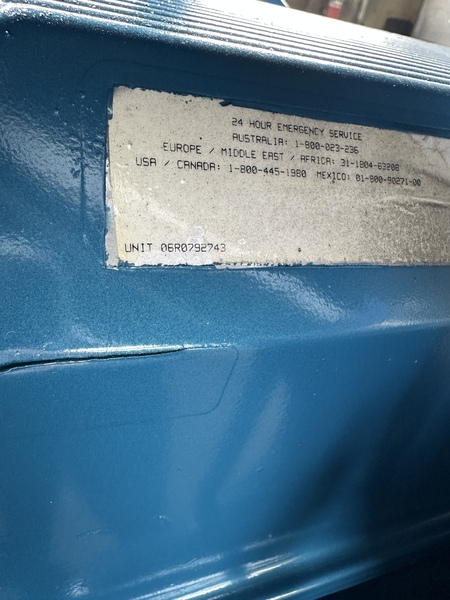 24 HOUR EMERGENCY SERVICE
AUSTRALIA: 1-800-023-236
EUROPE / MIDDLE EAST / AFRICA: 31-1804-63208
USA / CANADA: 1-800-445-1980 MEXICO: 01-800-90271-00
UNIT 06R0792743